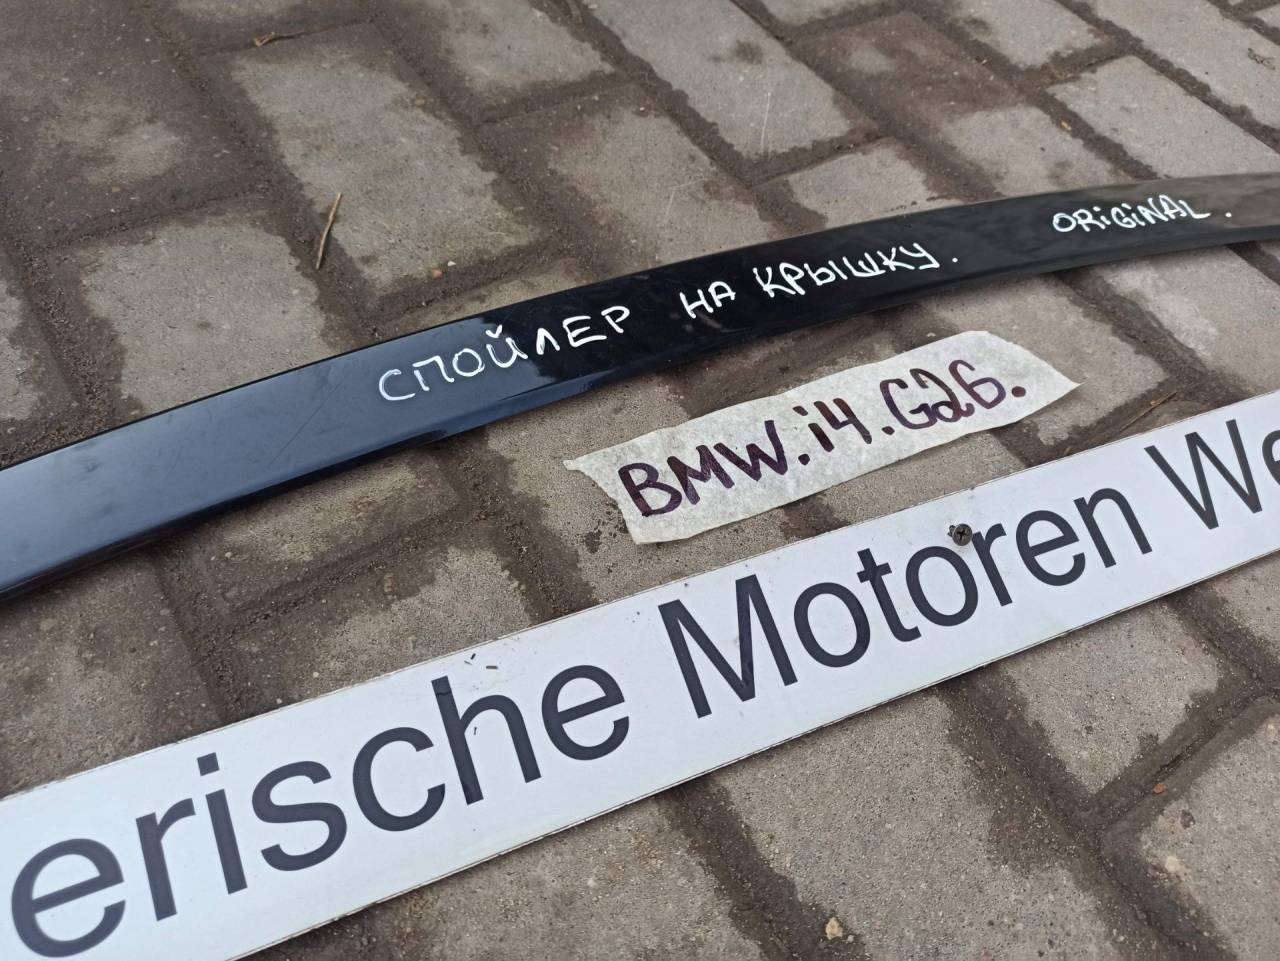 СПОЙЛЕР НА КРЫШКУ. ORiGiNAL.
BMW.i4.G26.
erische Motoren We